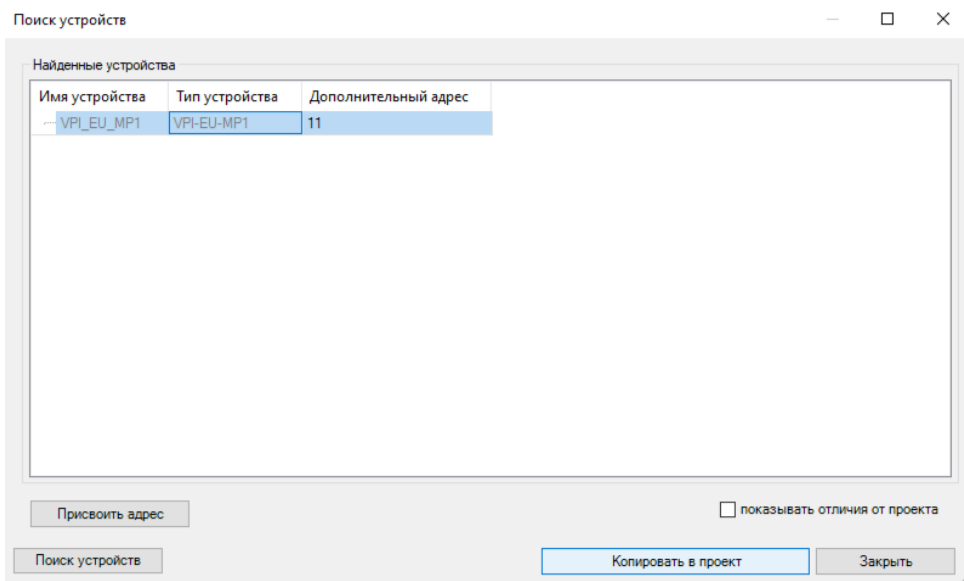 Поиск устройств
Найденные устройства
Имя устройства Тип устройства Дополнительный адрес
VPI_EU_MP1 VPI-EU-MP1 11
Присвоить адрес
показывать отличия от проекта
Поиск устройств
Копировать в проект
Закрыть